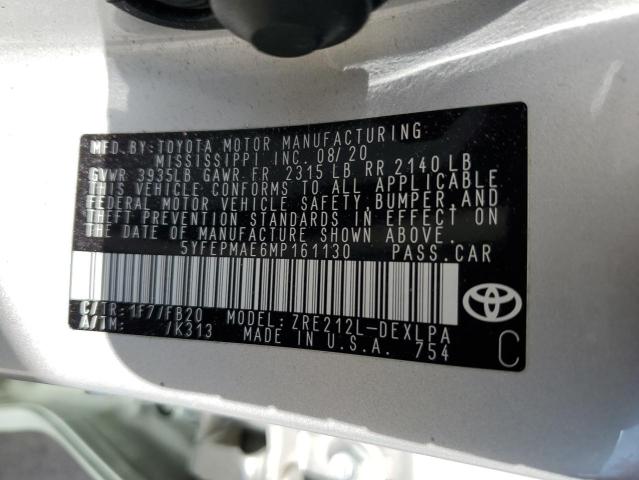 MFD.BY:TOYOTA MOTOR MANUFACTURING
MISSISSIPPI INC. 08/20
GVWR 3935LB GAWR FR 2315 LB RR 2140 LB
THIS VEHICLE CONFORMS TO ALL APPLICABLE
FEDERAL MOTOR VEHICLE SAFETY,BUMPER,AND
THEFT PREVENTION STANDARDS IN EFFECT ON
THE DATE OF MANUFACTURE SHOWN ABOVE.
5YFEPMAE6MP161130 PASS.CAR
C/TR:1F7/FB20 MODEL:ZRE212L-DEXLPA
A/TM: /K313 MADE IN U.S.A. 754
C